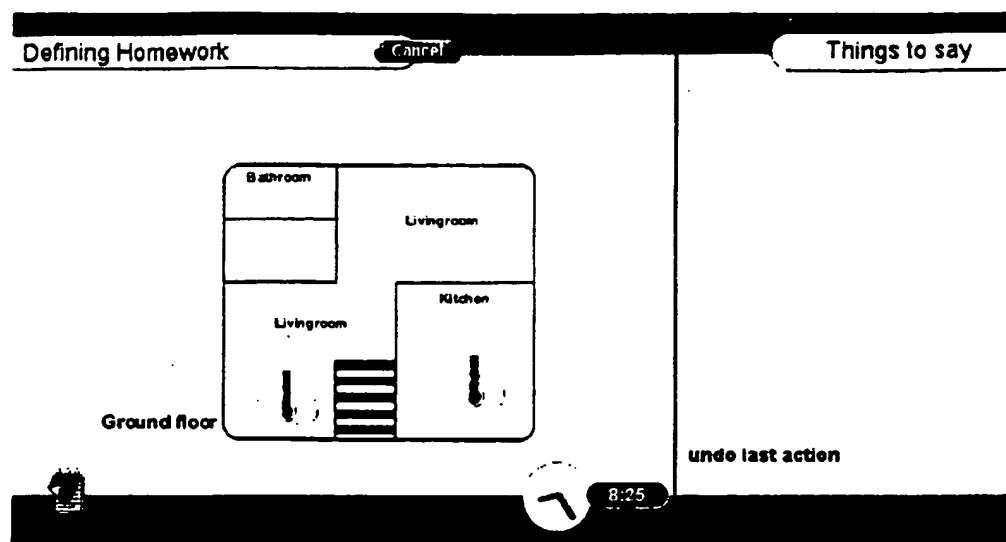 Defining Homework
Cancel
Things to say
Bathroom
Livingroom
Kitchen
Livingroom
Ground floor
undo last action
8:25